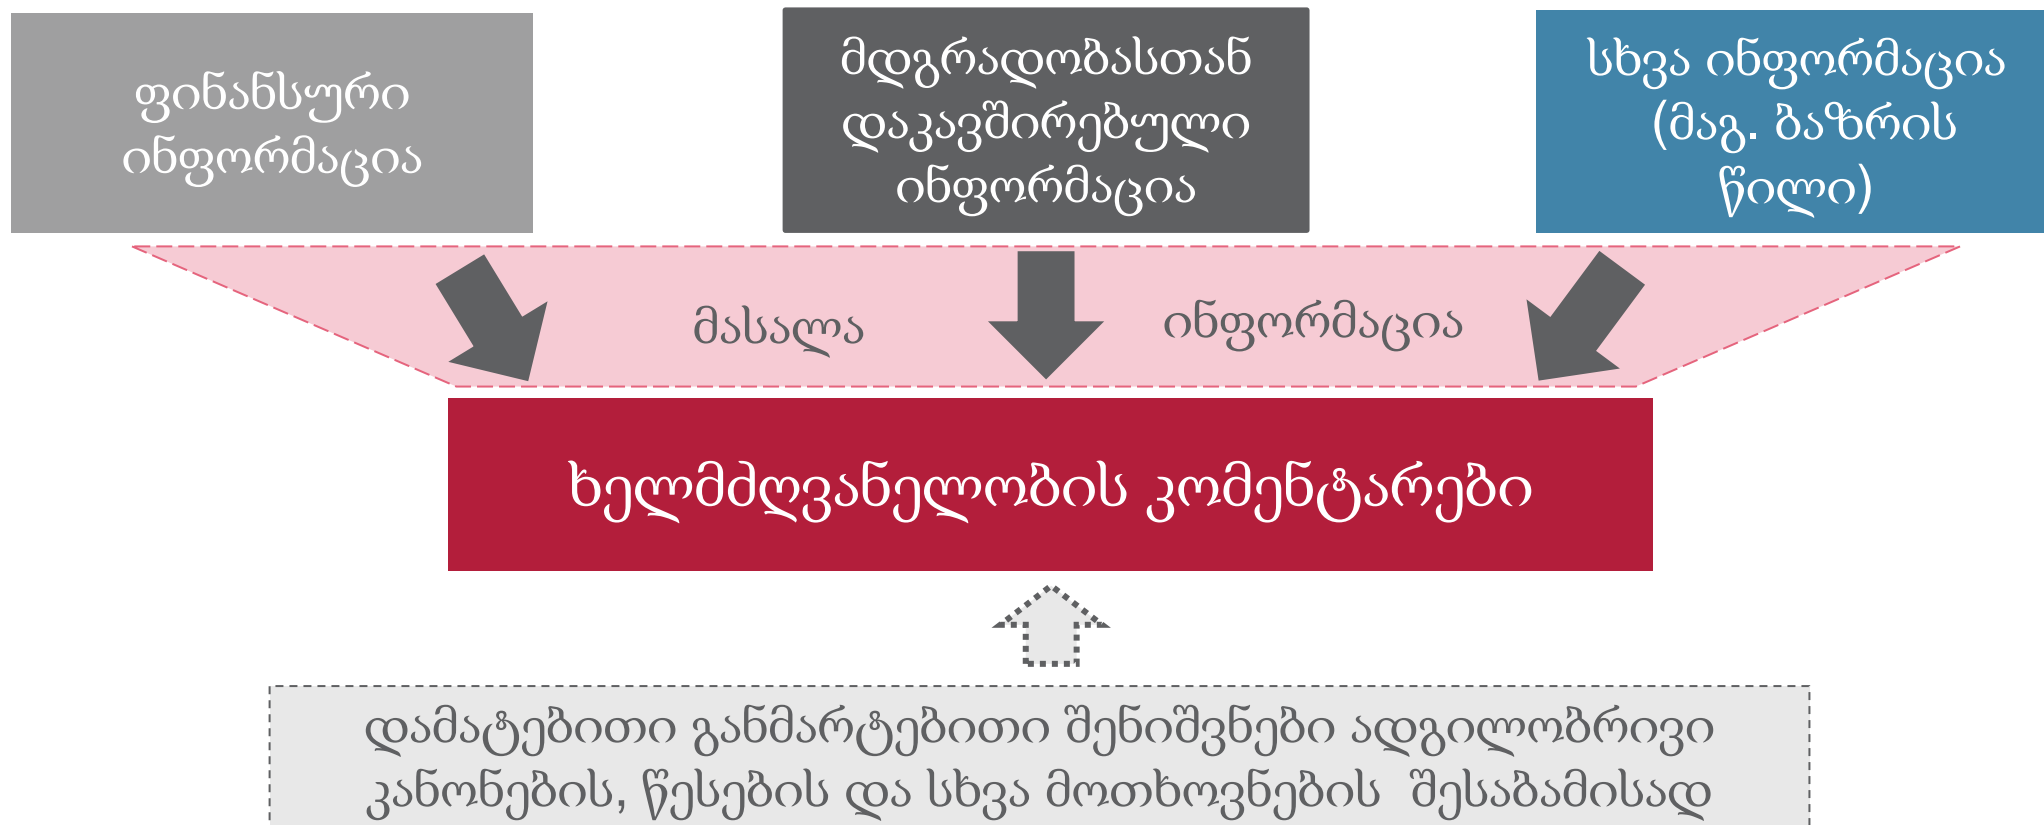 ფინანსური
ინფორმაცია
მდგრადობასთან
დაკავშირებული
ინფორმაცია
სხვა ინფორმაცია
(მაგ. ბაზრის
წილი)
მასალა
ინფორმაცია
ხელმძღვანელობის კომენტარები
დამატებითი განმარტებითი შენიშვნები ადგილობრივი
კანონების, წესების და სხვა მოთხოვნების შესაბამისად